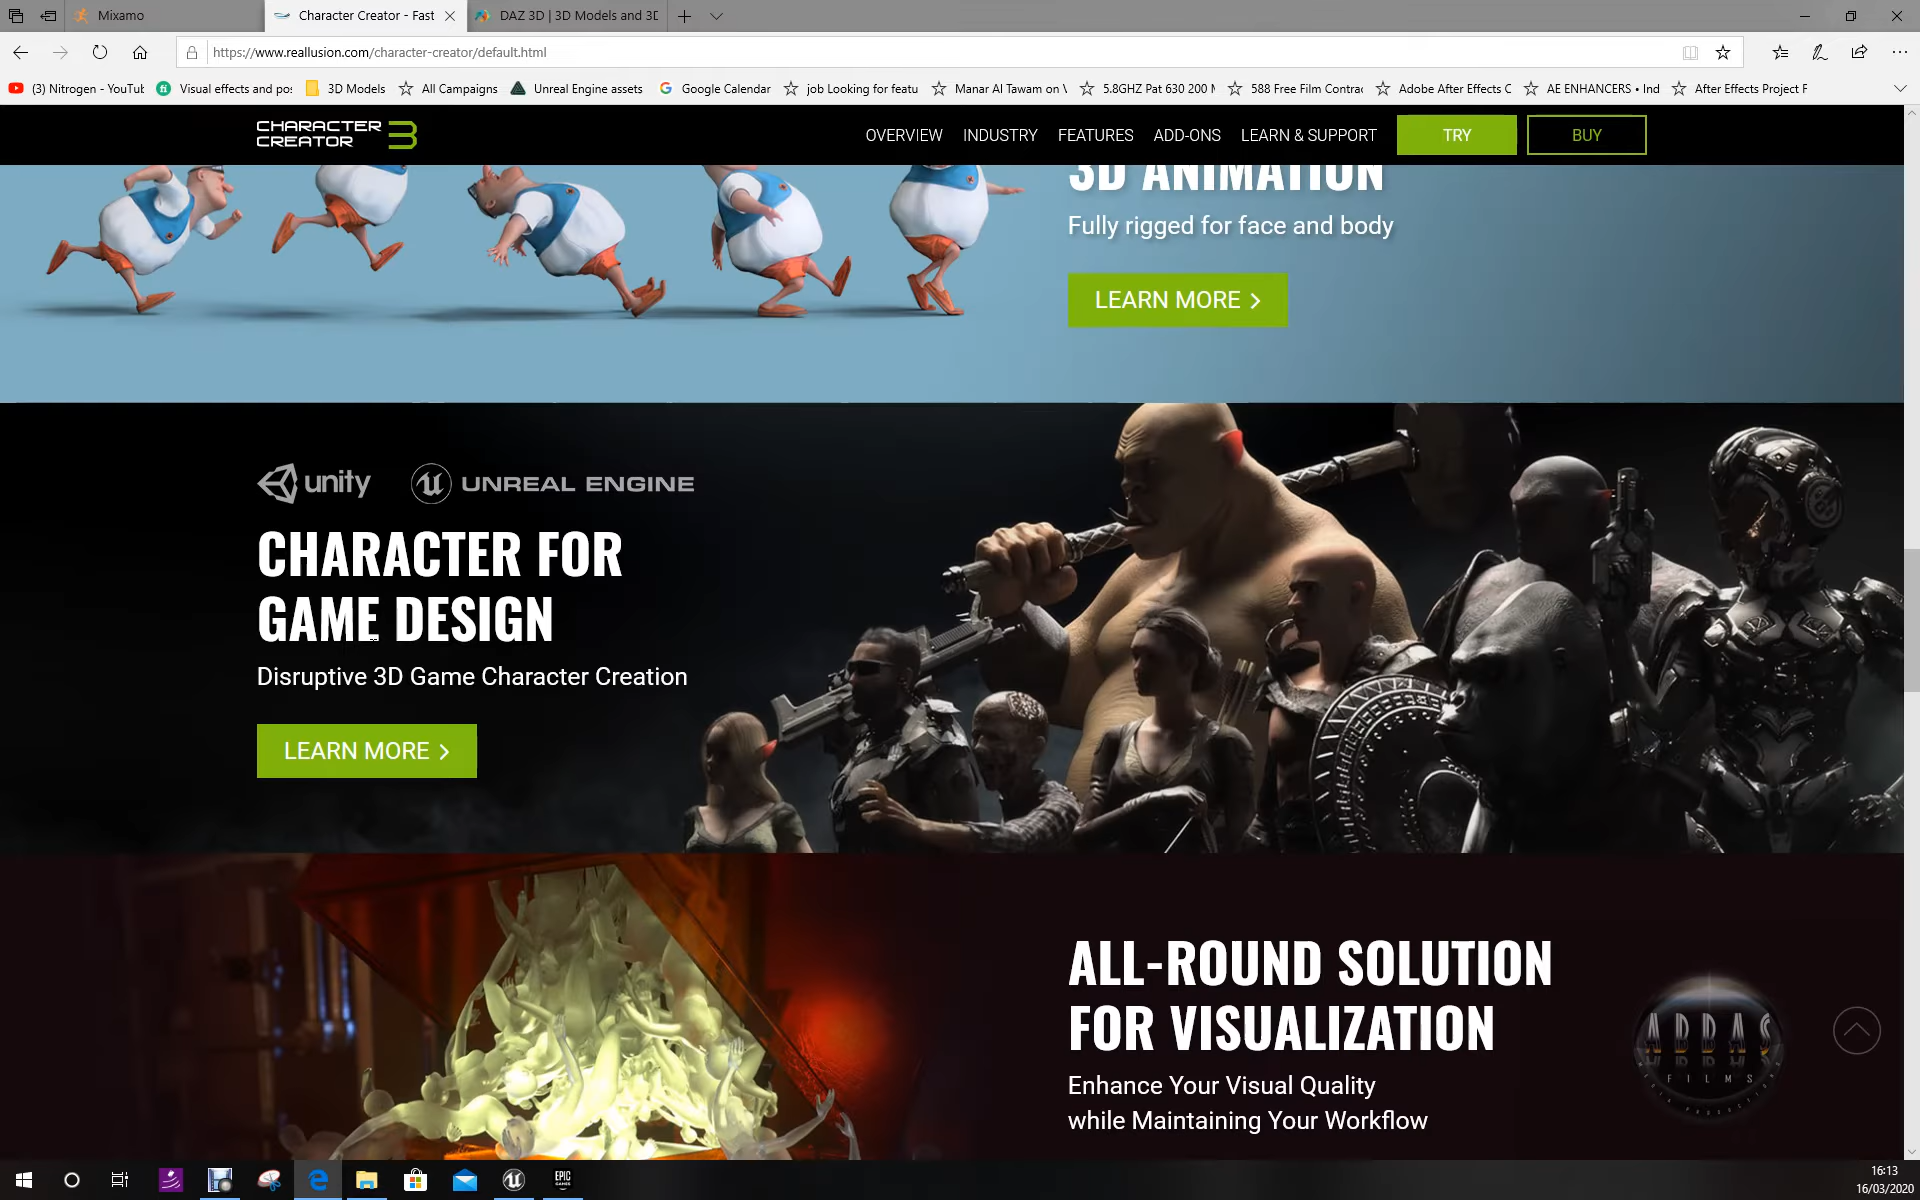 Mixamo
Character Creator - Fast
DAZ 3D | 3D Models and 3D
https://www.reallusion.com/character-creator/default.html
(3) Nitrogen - YouTub
Visual effects and pos
3D Models
All Campaigns
Unreal Engine assets
Google Calendar
job Looking for featu
Manar Al Tawam on V
5.8GHZ Pat 630 200 M
588 Free Film Contrac
Adobe After Effects C
AE ENHANCERS • Ind
After Effects Project F
CHARACTER
CREATOR 3
OVERVIEW
INDUSTRY
FEATURES
ADD-ONS
LEARN & SUPPORT
TRY
BUY
3D ANIMATION
Fully rigged for face and body
LEARN MORE
unity
UNREAL ENGINE
CHARACTER FOR
GAME DESIGN
Disruptive 3D Game Character Creation
LEARN MORE
ALL-ROUND SOLUTION
FOR VISUALIZATION
Enhance Your Visual Quality
while Maintaining Your Workflow
ABBAS
FILMS
EPIC
GAMES
16:13
16/03/2020